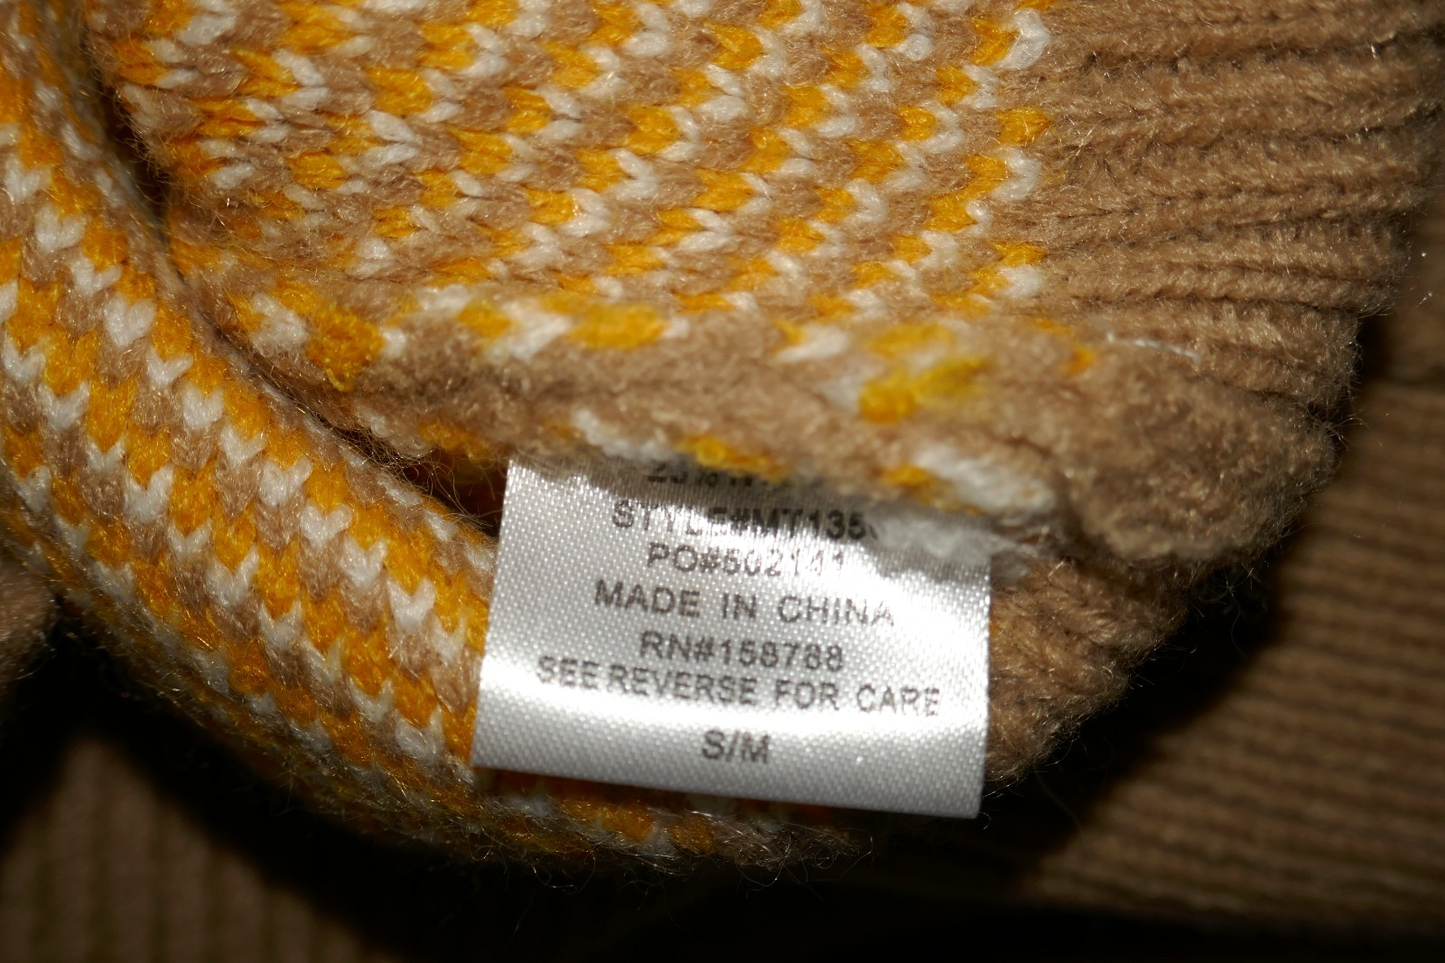 STYLE#MT135
PO#502141
MADE IN CHINA
RN#158788
SEE REVERSE FOR CARE
S/M